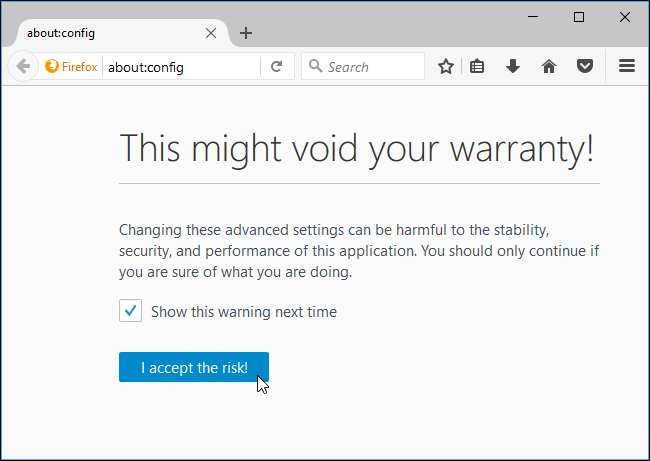 about:config
Firefox about:config Search
This might void your warranty!
Changing these advanced settings can be harmful to the stability,
security, and performance of this application. You should only continue if
you are sure of what you are doing.
Show this warning next time
I accept the risk!